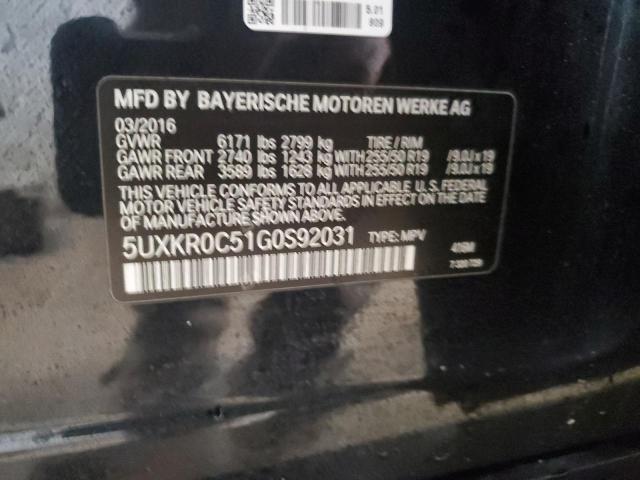 5.01
MFD BY BAYERISCHE MOTOREN WERKE AG
03/2016
GVWR 6171 lbs 2799 kg TIRE / RIM
GAWR FRONT 2740 lbs 1243 kg WITH 255/50 R19 /9.0J x 19
GAWR REAR 3589 lbs 1628 kg WITH 255/50 R19 /9.0J x 19
THIS VEHICLE CONFORMS TO ALL APPLICABLE U. S. FEDERAL
MOTOR VEHICLE SAFETY STANDARDS IN EFFECT ON THE DATE
OF MANUFACTURE SHOWN ABOVE.
5UXKR0C51G0S92031 TYPE: MPV